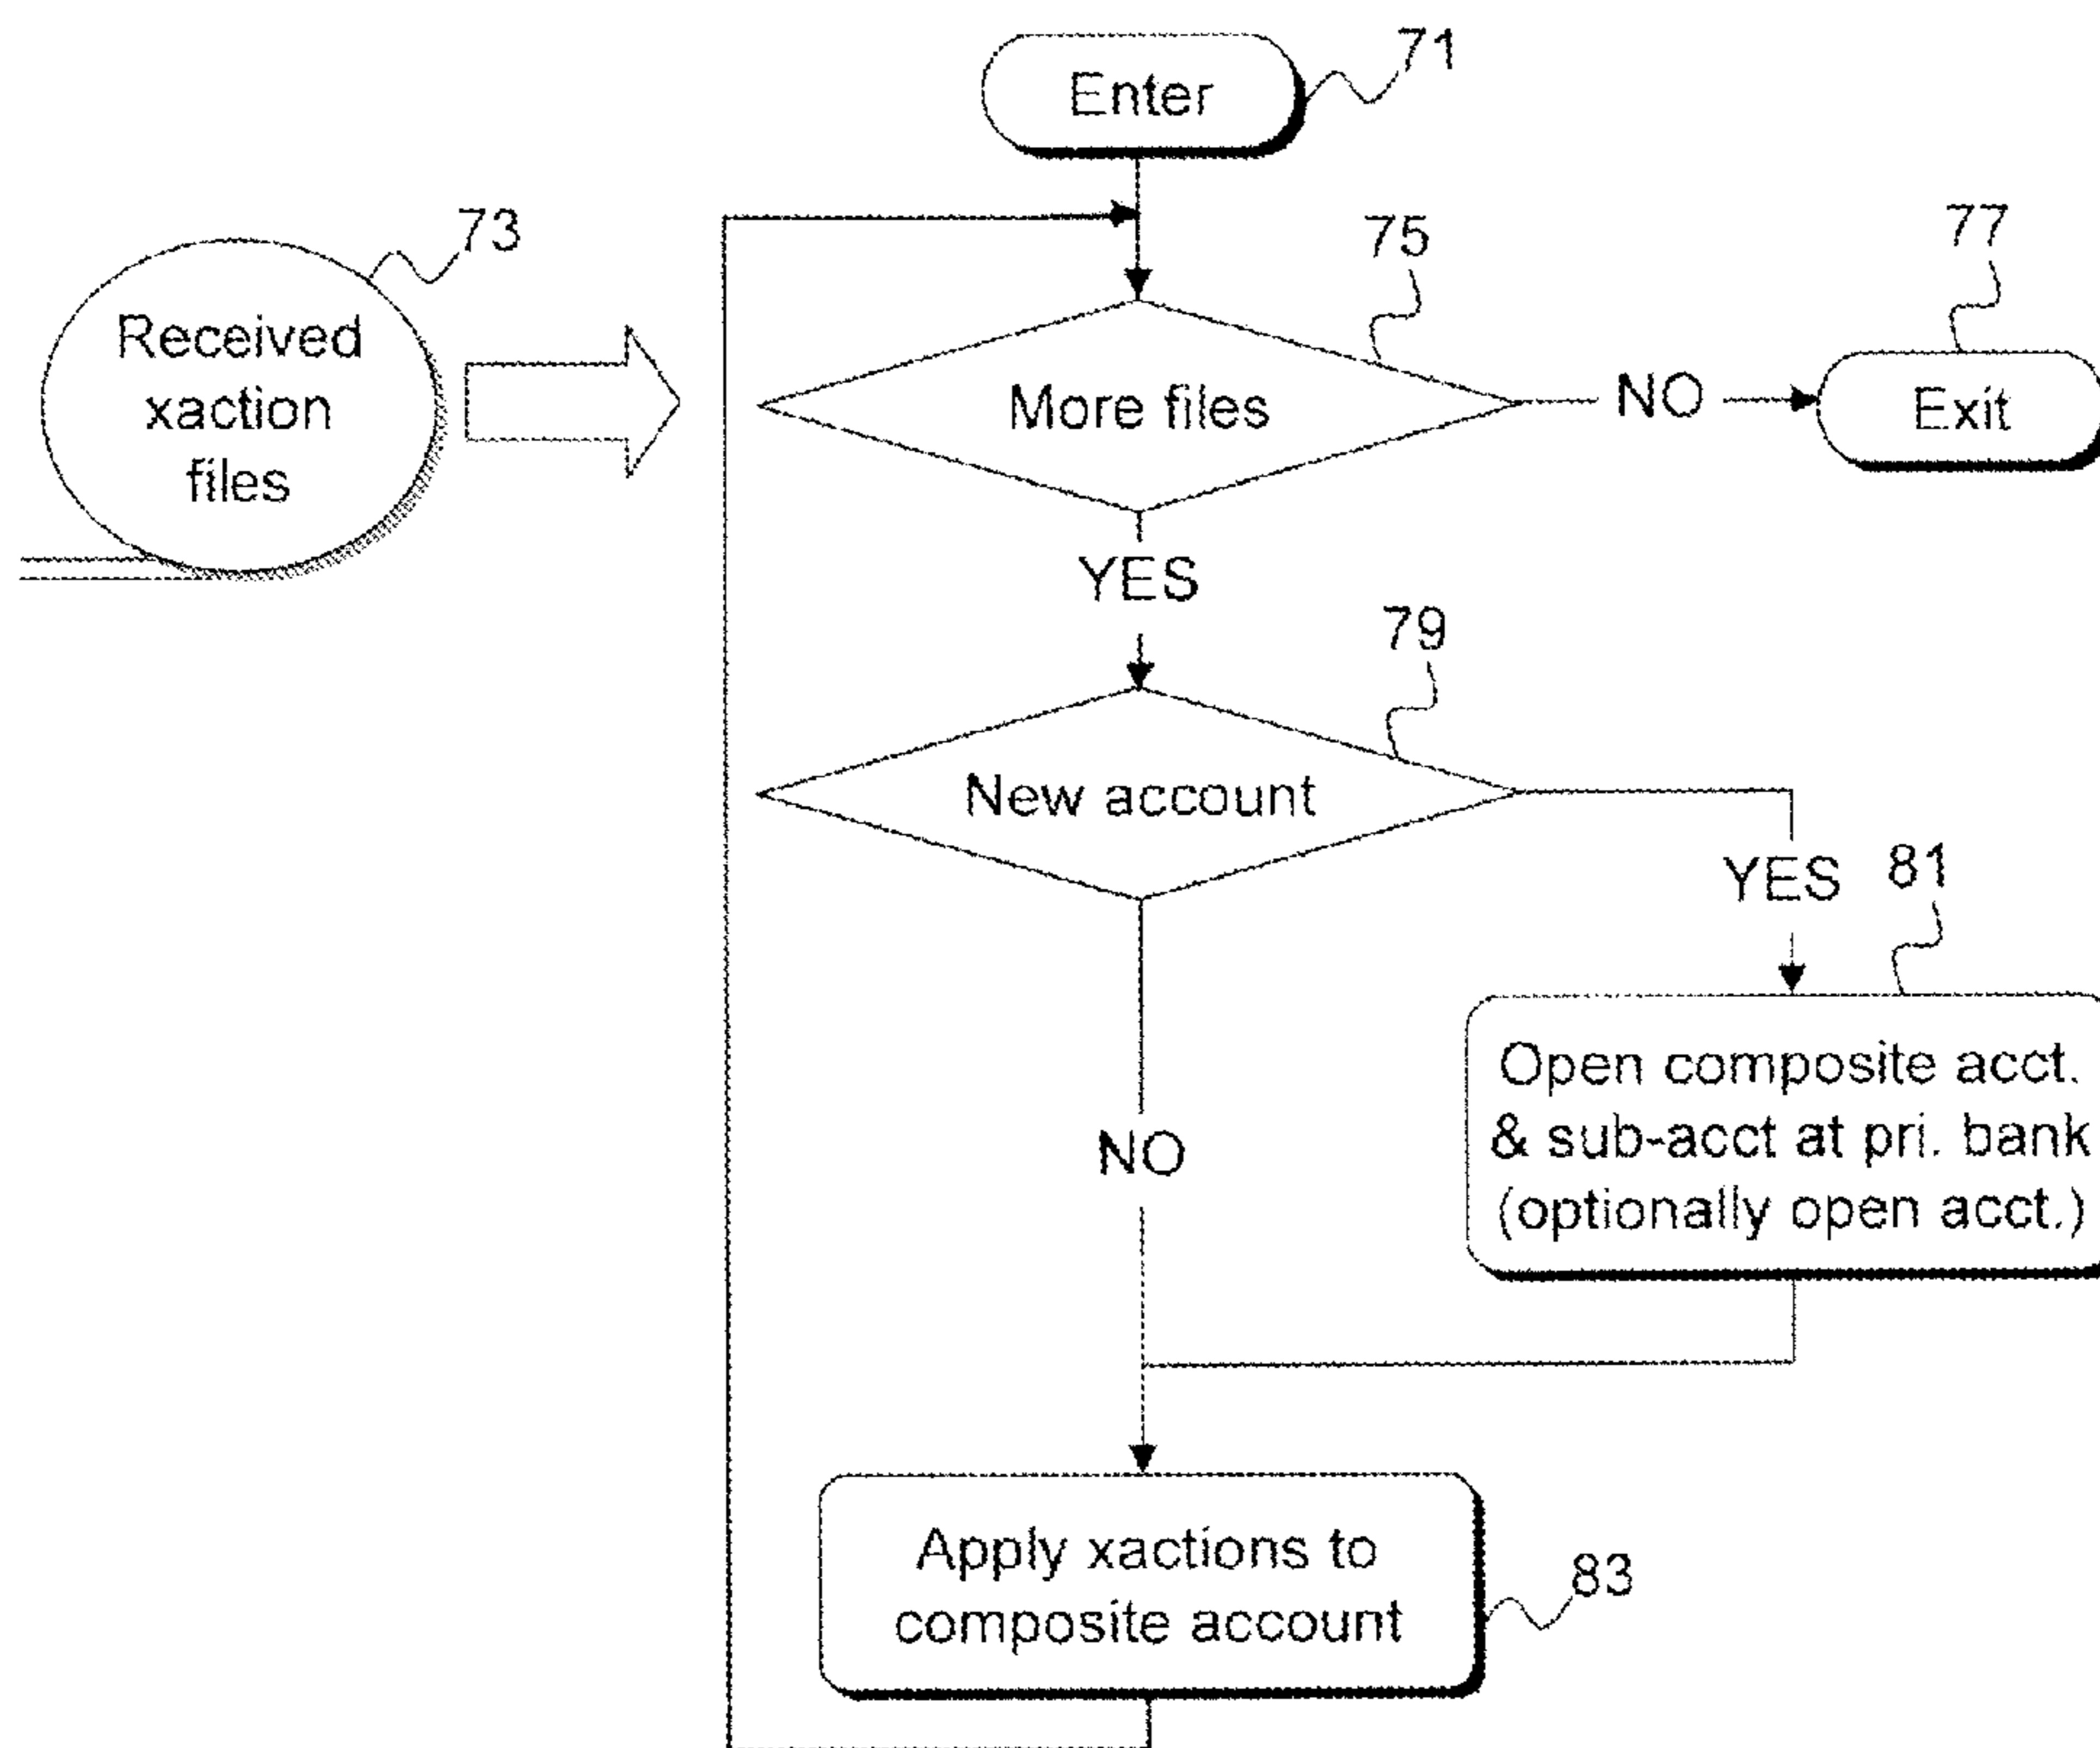 Enter
71
73
Received
xaction
files
75
More files
NO
77
Exit
YES
79
New account
YES
81
NO
Open composite acct.
& sub-acct at pri. bank
(optionally open acct.)
Apply xactions to
composite account
83